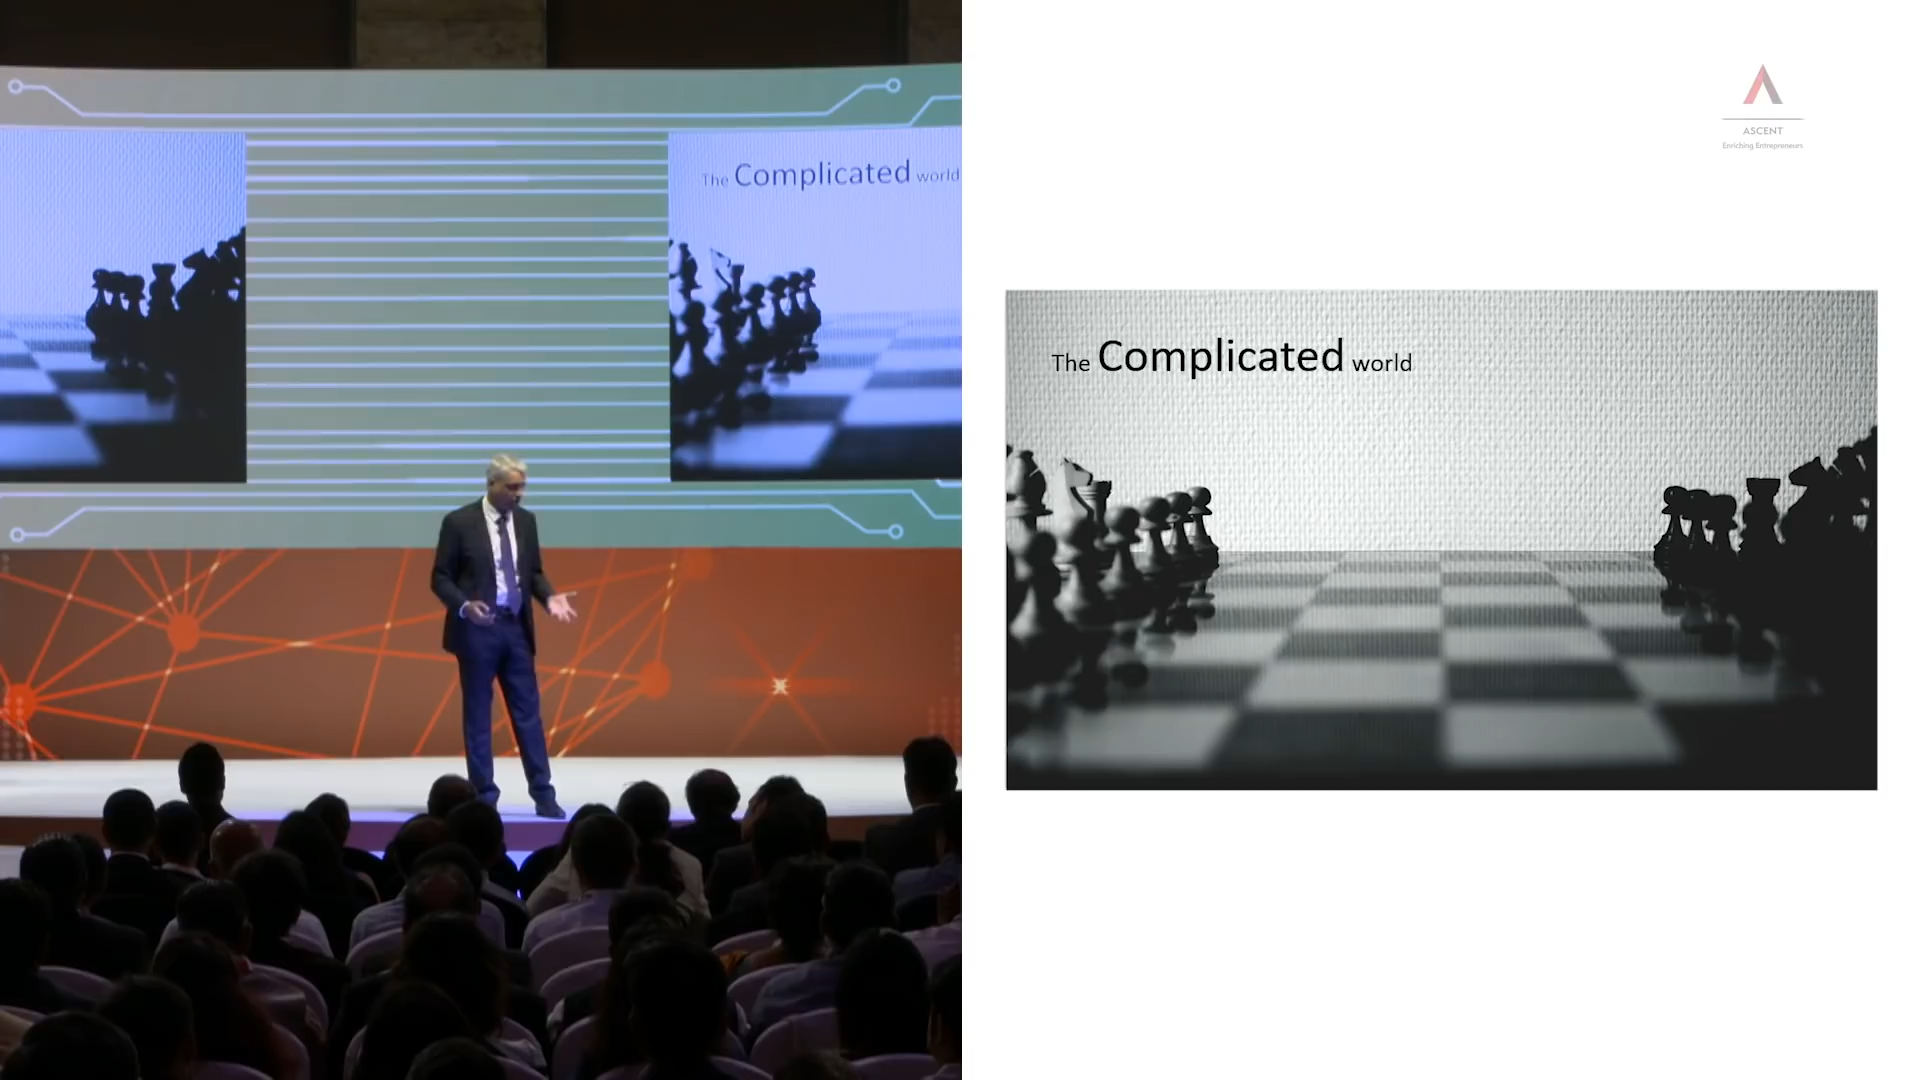 The Complicated world
ASCENT
Enriching Entrepreneurs
The Complicated world